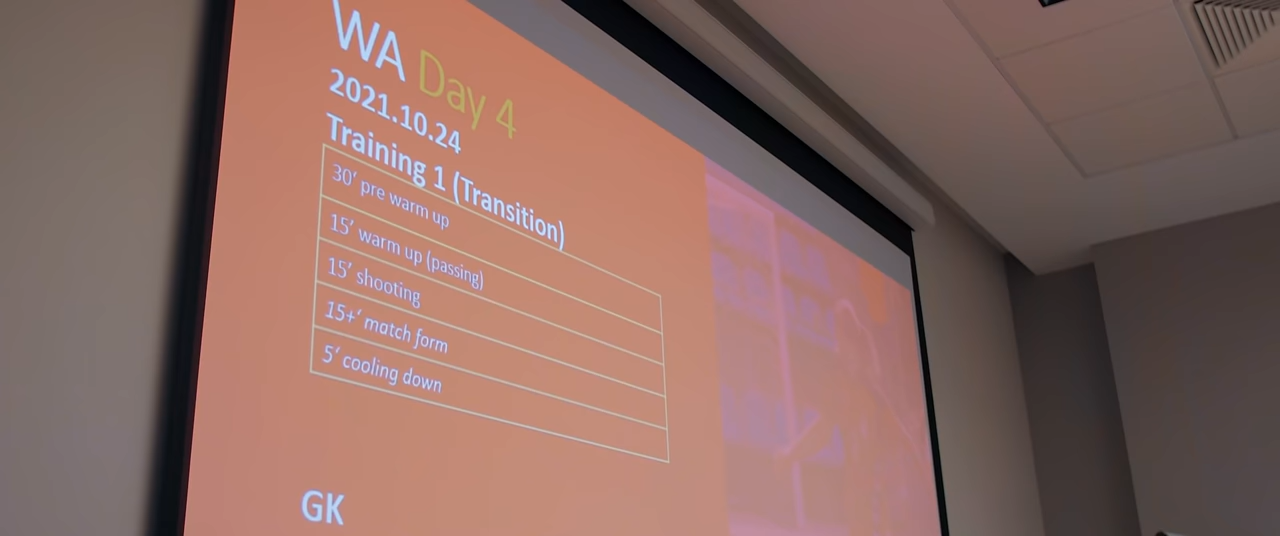 WA Day 4
2021.10.24
Training 1 (Transition)
30′ pre warm up
15′ warm up (passing)
15′ shooting
15+′ match form
5′ cooling down
GK